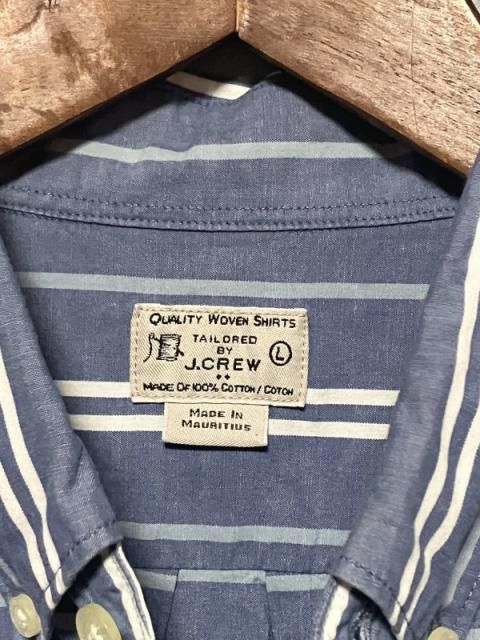 QUALITY WOVEN SHIRTS
TAILORED
BY
L
J.CREW
MADE OF 100% COTTON / COTON
MADE IN
MAURITIUS